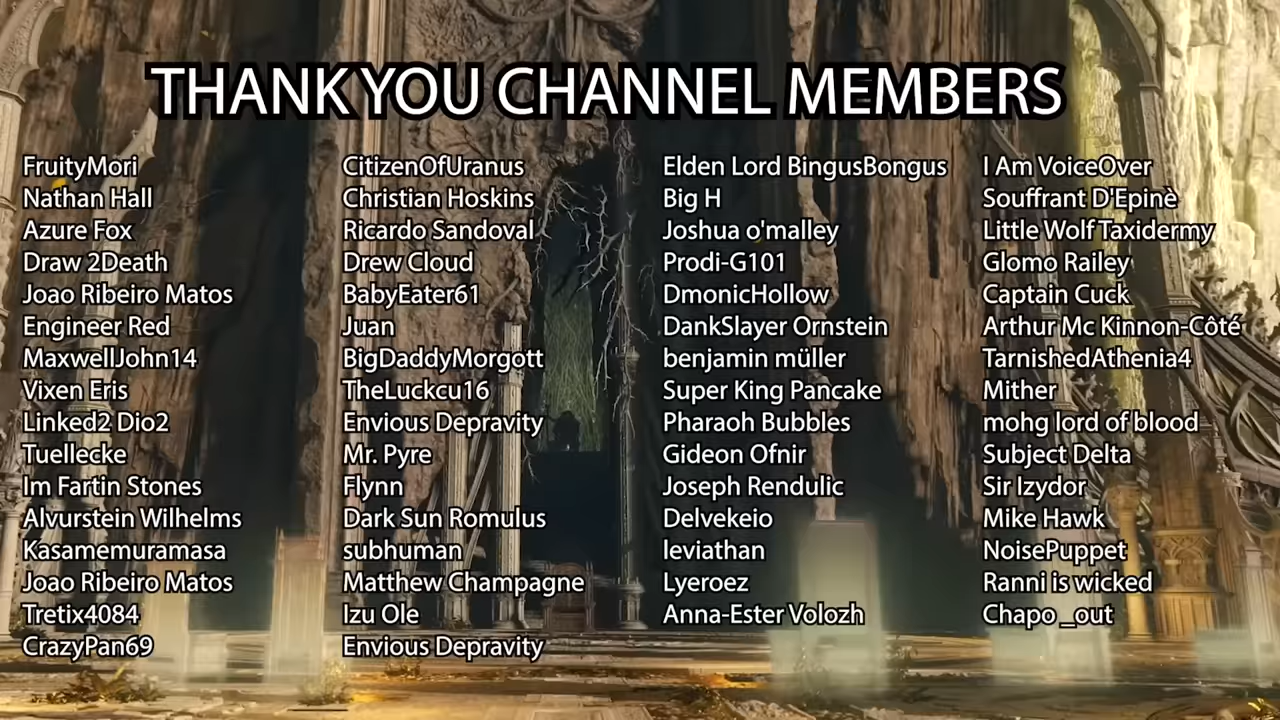 THANK YOU CHANNEL MEMBERS
FruityMori
Nathan Hall
Azure Fox
Draw 2Death
Joao Ribeiro Matos
Engineer Red
MaxwellJohn14
Vixen Eris
Linked2 Dio2
Tuellecke
Im Fartin Stones
Alvurstein Wilhelms
Kasamemuramasa
Joao Ribeiro Matos
Tretix4084
CrazyPan69
CitizenOfUranus
Christian Hoskins
Ricardo Sandoval
Drew Cloud
BabyEater61
Juan
BigDaddyMorgott
TheLuckcu16
Envious Depravity
Mr. Pyre
Flynn
Dark Sun Romulus
subhuman
Matthew Champagne
Izu Ole
Envious Depravity
Elden Lord BingusBongus
Big H
Joshua o'malley
Prodi-G101
DmonicHollow
DankSlayer Ornstein
benjamin müller
Super King Pancake
Pharaoh Bubbles
Gideon Ofnir
Joseph Rendulic
Delvekeio
leviathan
Lyeroez
Anna-Ester Volozh
I Am VoiceOver
Souffrant D'Epinè
Little Wolf Taxidermy
Glomo Railey
Captain Cuck
Arthur Mc Kinnon-Côté
TarnishedAthenia4
Mither
mohg lord of blood
Subject Delta
Sir Izydor
Mike Hawk
NoisePuppet
Ranni is wicked
Chapo _out